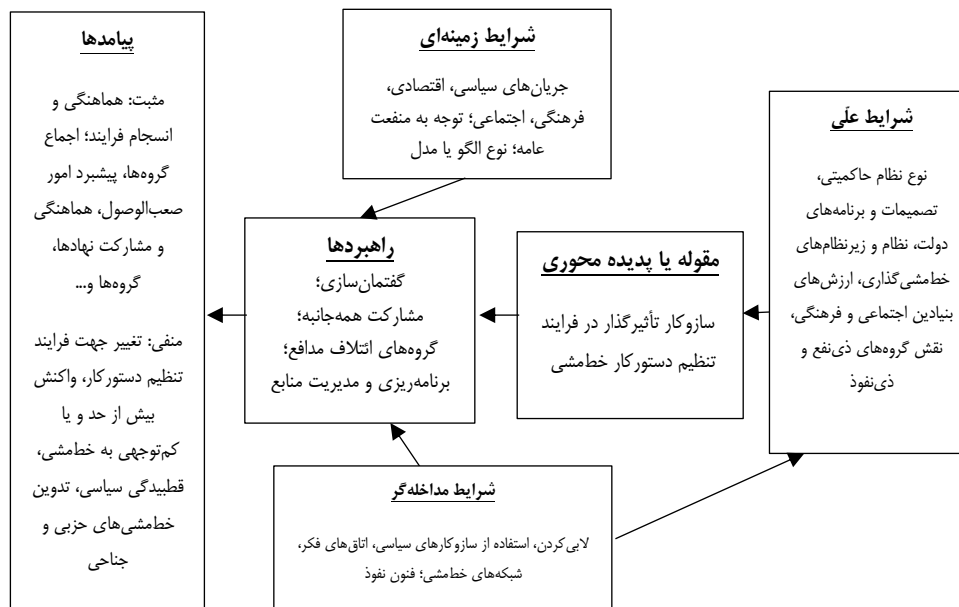 شرایط علّی
نوع نظام حاکمیتی،
تصمیمات و برنامه‌های
دولت، نظام و زیرنظام‌های
خط‌مشی‌گذاری، ارزش‌های
بنیادین اجتماعی و فرهنگی،
نقش گروه‌های ذی‌نفع و
ذی‌نفوذ
مقوله یا پدیده محوری
سازوکار تأثیرگذار در فرایند
تنظیم دستورکار خط‌مشی
شرایط زمینه‌ای
جریان‌های سیاسی، اقتصادی،
فرهنگی، اجتماعی؛ توجه به منفعت
عامه؛ نوع الگو یا مدل
راهبردها
گفتمان‌سازی؛
مشارکت همه‌جانبه؛
گروه‌های ائتلاف مدافع؛
برنامه‌ریزی و مدیریت منابع
شرایط مداخله‌گر
لابی‌کردن، استفاده از سازوکارهای سیاسی، اتاق‌های فکر،
شبکه‌های خط‌مشی؛ فنون نفوذ
پیامدها
مثبت: هماهنگی و
انسجام فرایند؛ اجماع
گروه‌ها، پیشبرد امور
صعب‌الوصول، هماهنگی
و مشارکت نهادها،
گروه‌ها و...
منفی: تغییر جهت فرایند
تنظیم دستورکار، واکنش
بیش از حد و یا
کم‌توجهی به خط‌مشی،
قطبیدگی سیاسی، تدوین
خط‌مشی‌های حزبی و
جناحی